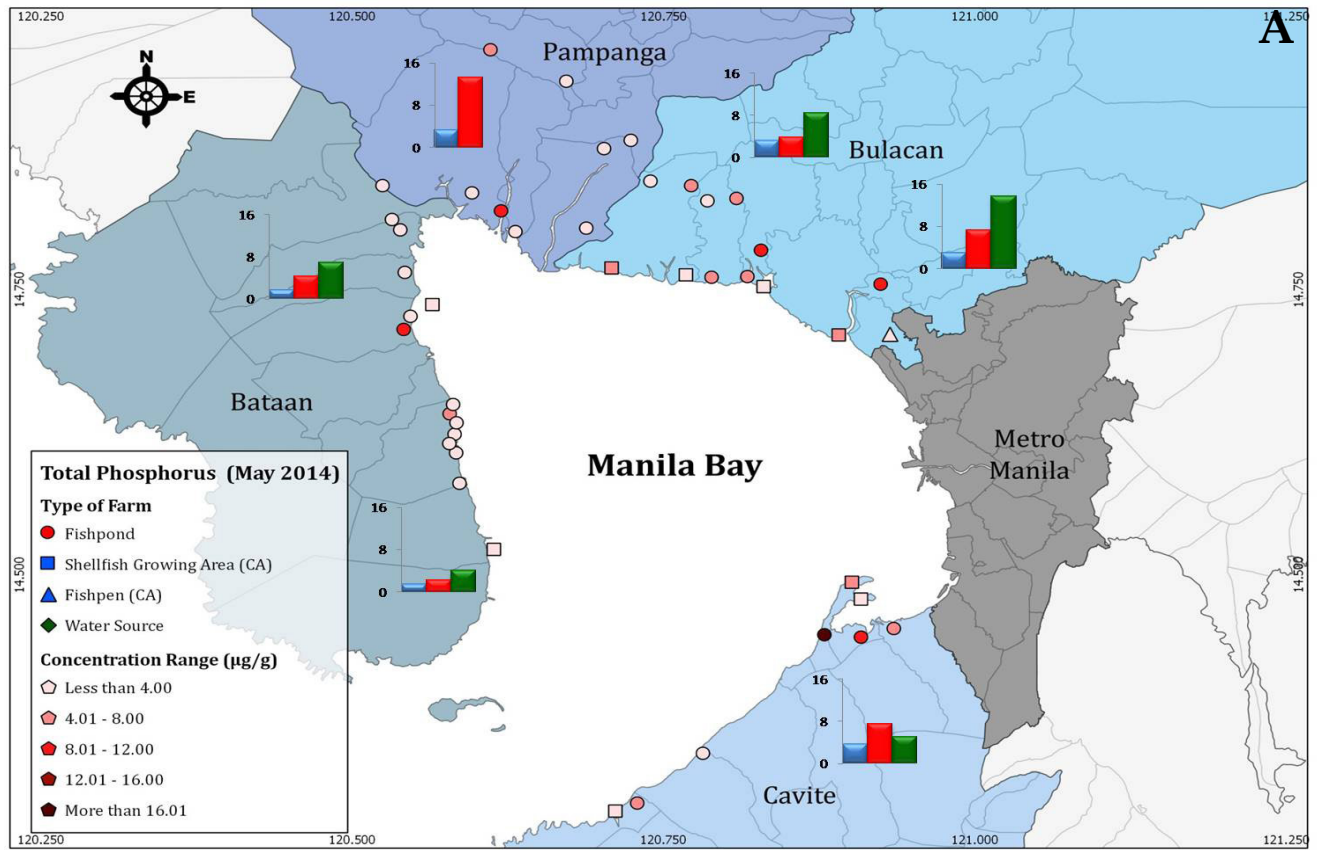 120.250
120.500
120.750
121.000
121.250
A
N
E
Pampanga
16
8
0
16
8
0
Bulacan
16
8
0
16
8
0
14.750
14.750
Bataan
Manila Bay
Metro
Manila
Total Phosphorus (May 2014)
Type of Farm
Fishpond
Shellfish Growing Area (CA)
Fishpen (CA)
Water Source
Concentration Range (µg/g)
Less than 4.00
4.01 - 8.00
8.01 - 12.00
12.01 - 16.00
More than 16.01
16
8
0
14.500
14.500
16
8
0
Cavite
120.250
120.500
120.750
121.000
121.250